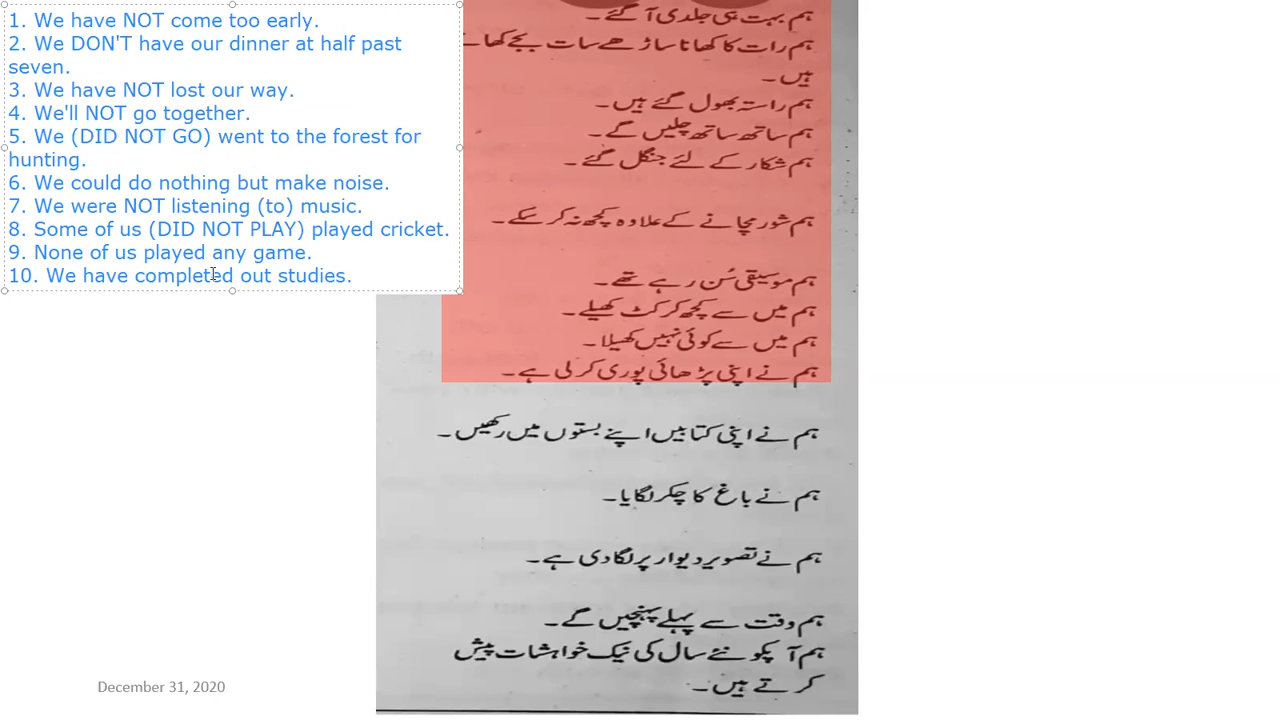 1. We have NOT come too early.
2. We DON'T have our dinner at half past
seven.
3. We have NOT lost our way.
4. We'll NOT go together.
5. We (DID NOT GO) went to the forest for
hunting.
6. We could do nothing but make noise.
7. We were NOT listening (to) music.
8. Some of us (DID NOT PLAY) played cricket.
9. None of us played any game.
10. We have completed out studies.
ہم بہت ہی جلدی آ گئے ۔
ہم رات کا کھانا ساڑھے سات بجے کھاتے
ہیں ۔
ہم راستہ بھول گئے ہیں ۔
ہم ساتھ ساتھ چلیں گے ۔
ہم شکار کے لئے جنگل گئے ۔
ہم شور مچانے کے علاوہ کچھ نہ کر سکے ۔
ہم موسیقی سُن رہے تھے ۔
ہم میں سے کچھ کرکٹ کھیلے ۔
ہم میں سے کوئی نہیں کھیلا ۔
ہم نے اپنی پڑھائی پوری کر لی ہے ۔
ہم نے اپنی کتابیں اپنے بستوں میں رکھیں ۔
ہم نے باغ کا چکر لگایا ۔
ہم نے تصویر دیوار پر لگا دی ہے ۔
ہم وقت سے پہلے پہنچیں گے ۔
ہم آپکو نئے سال کی نیک خواہشات پیش
کرتے ہیں ۔
December 31, 2020